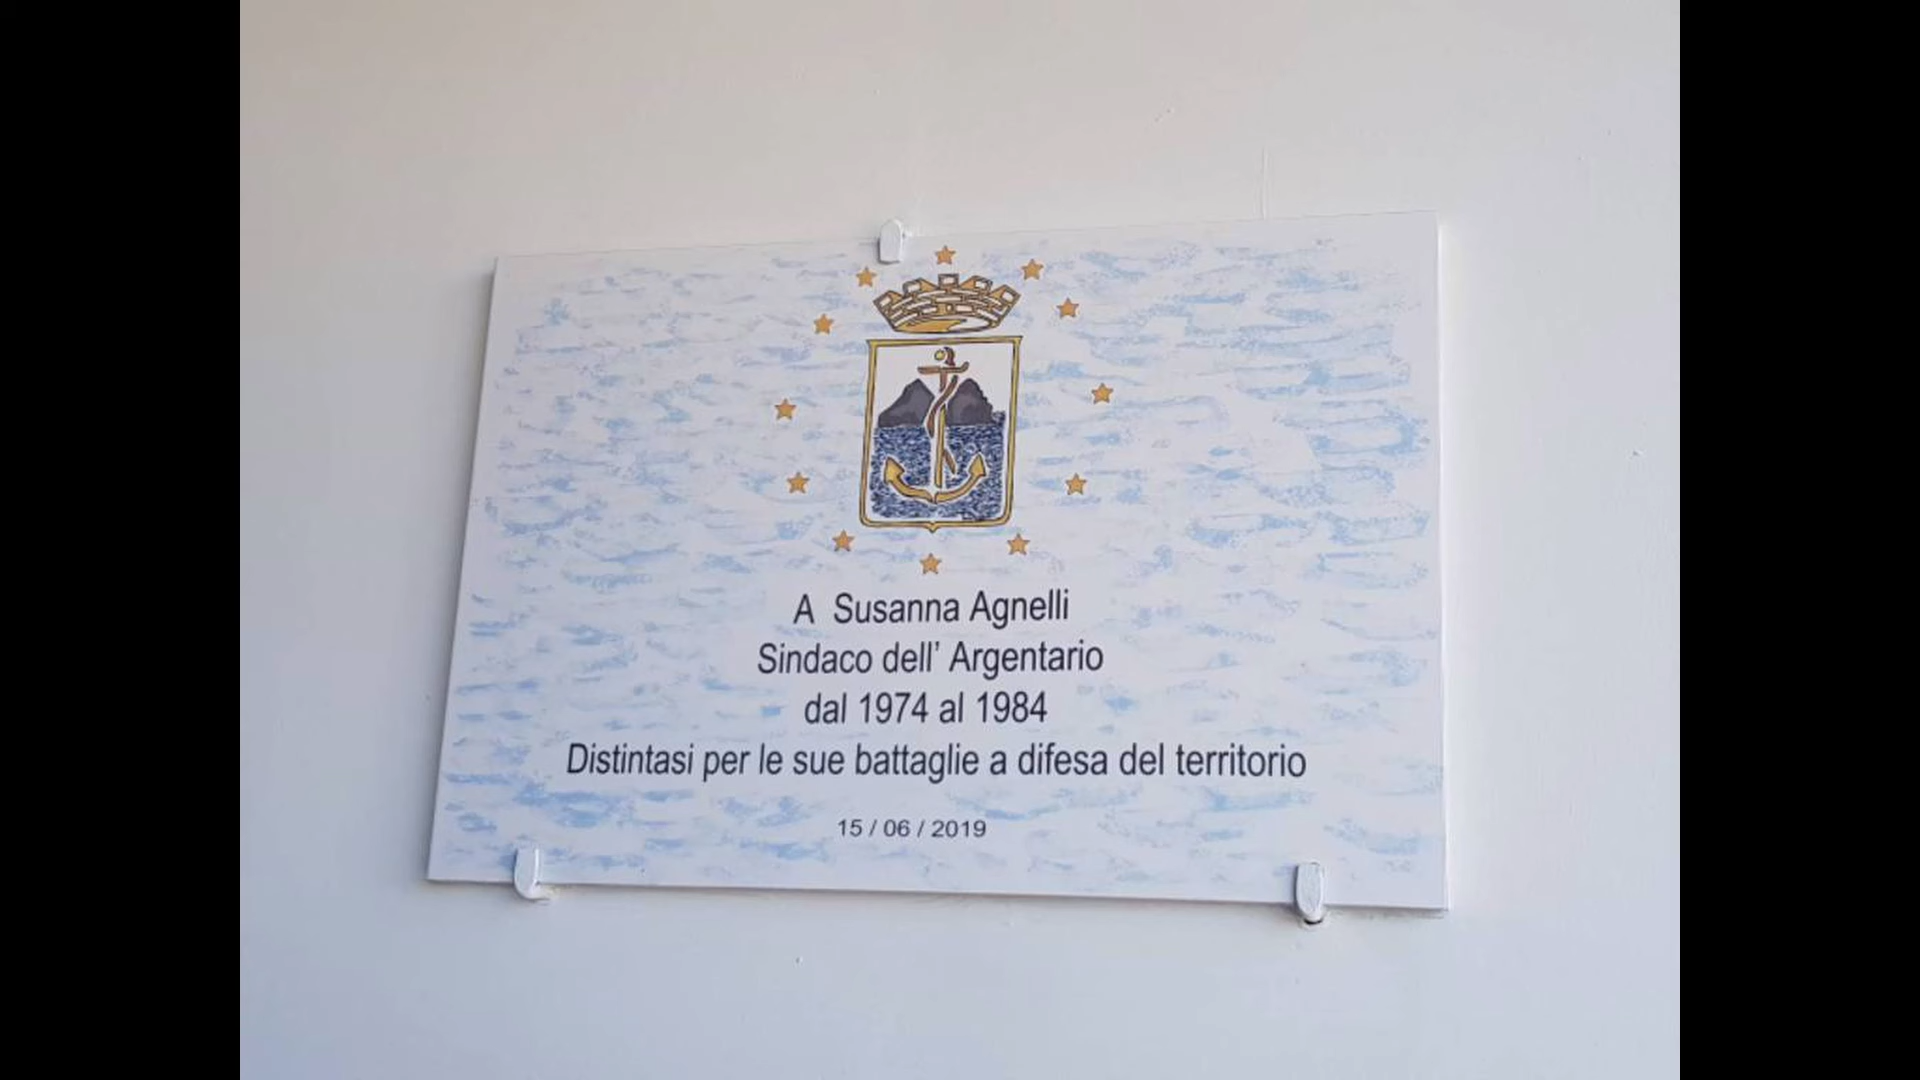 A Susanna Agnelli
Sindaco dell' Argentario
dal 1974 al 1984
Distintasi per le sue battaglie a difesa del territorio
15 / 06 / 2019